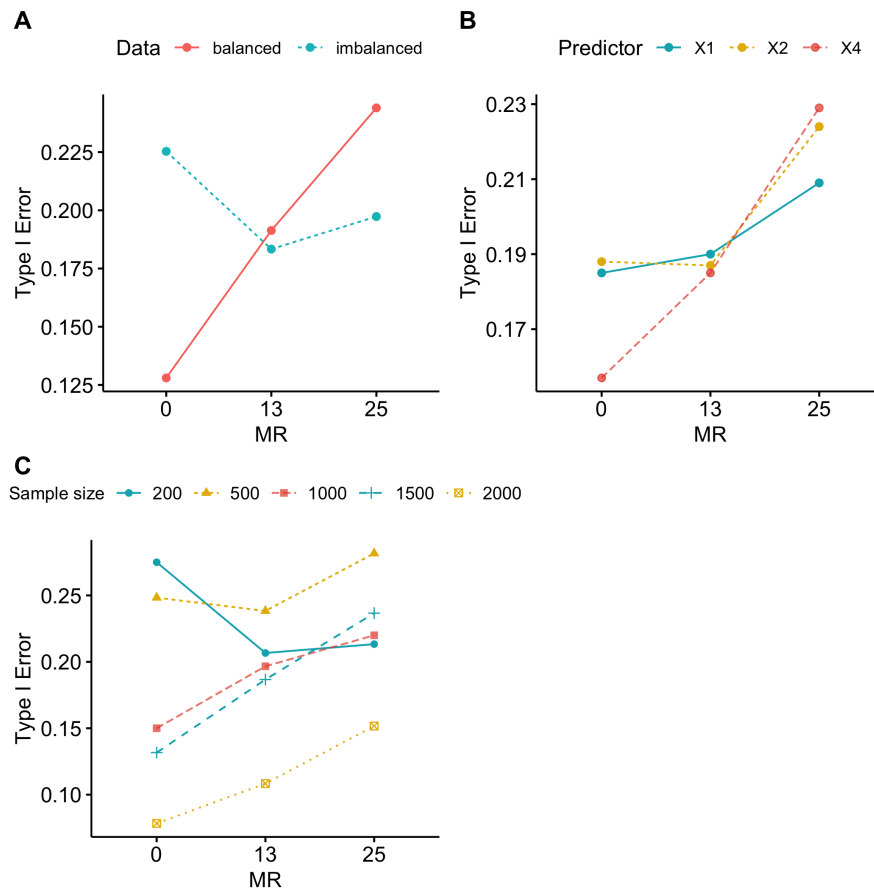 A
Data balanced imbalanced
Type I Error
0.225
0.200
0.175
0.150
0.125
0 13 25
MR
B
Predictor X1 X2 X4
Type I Error
0.23
0.21
0.19
0.17
0 13 25
MR
C
Sample size 200 500 1000 1500 2000
Type I Error
0.25
0.20
0.15
0.10
0 13 25
MR